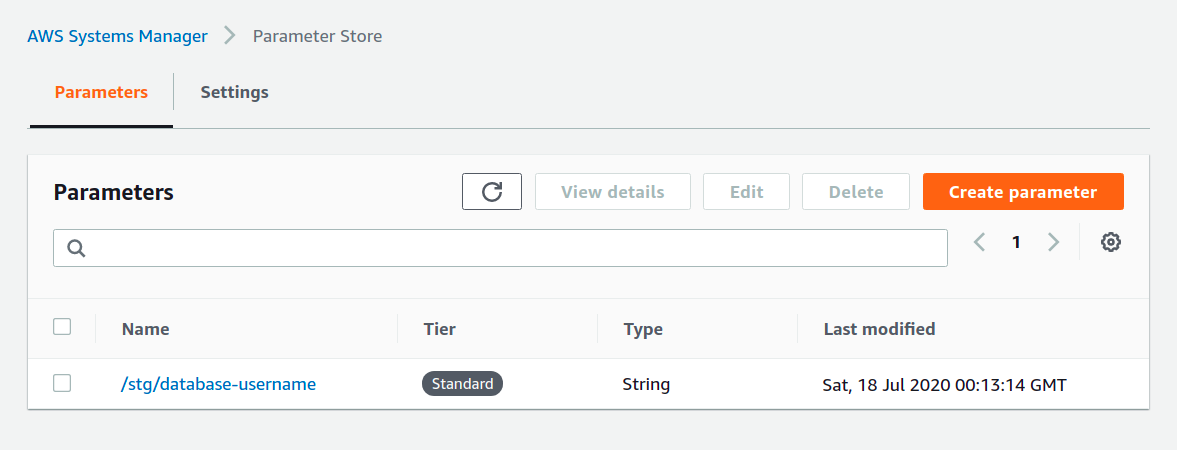 AWS Systems Manager Parameter Store
Parameters Settings
Parameters View details Edit Delete Create parameter
1
Name Tier Type Last modified
/stg/database-username Standard String Sat, 18 Jul 2020 00:13:14 GMT